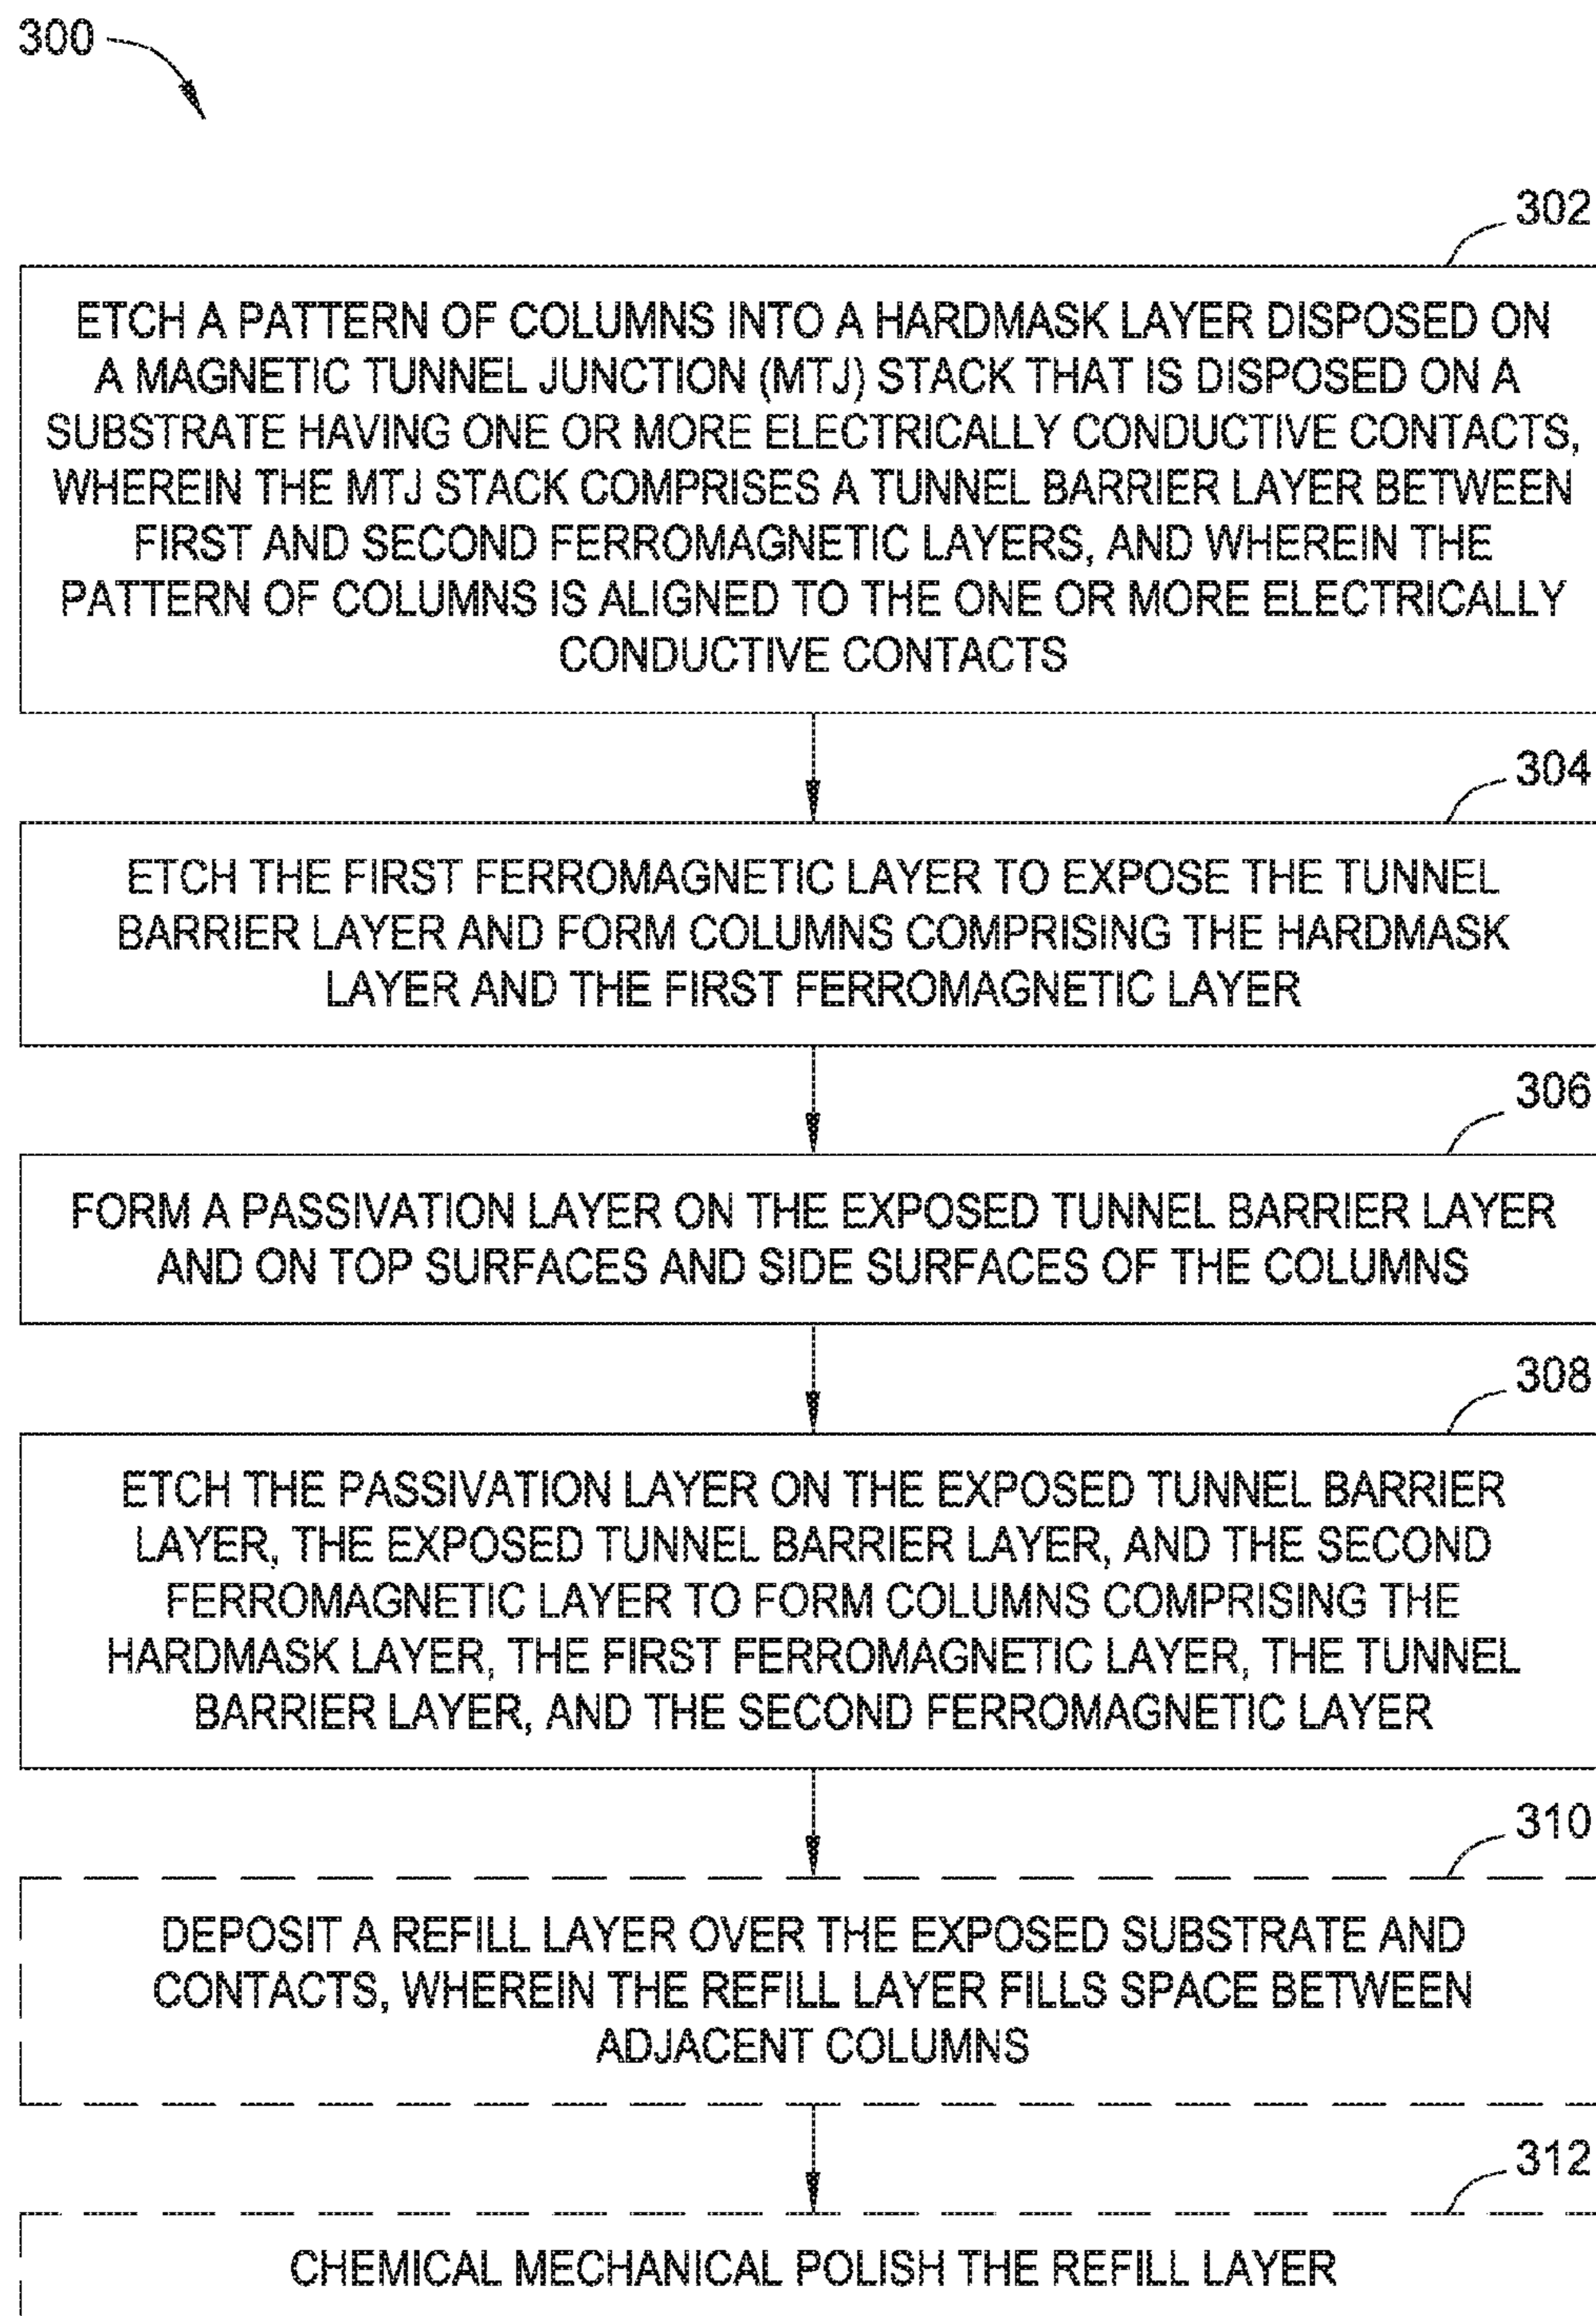 300
302
ETCH A PATTERN OF COLUMNS INTO A HARDMASK LAYER DISPOSED ON
A MAGNETIC TUNNEL JUNCTION (MTJ) STACK THAT IS DISPOSED ON A
SUBSTRATE HAVING ONE OR MORE ELECTRICALLY CONDUCTIVE CONTACTS,
WHEREIN THE MTJ STACK COMPRISES A TUNNEL BARRIER LAYER BETWEEN
FIRST AND SECOND FERROMAGNETIC LAYERS, AND WHEREIN THE
PATTERN OF COLUMNS IS ALIGNED TO THE ONE OR MORE ELECTRICALLY
CONDUCTIVE CONTACTS
304
ETCH THE FIRST FERROMAGNETIC LAYER TO EXPOSE THE TUNNEL
BARRIER LAYER AND FORM COLUMNS COMPRISING THE HARDMASK
LAYER AND THE FIRST FERROMAGNETIC LAYER
306
FORM A PASSIVATION LAYER ON THE EXPOSED TUNNEL BARRIER LAYER
AND ON TOP SURFACES AND SIDE SURFACES OF THE COLUMNS
308
ETCH THE PASSIVATION LAYER ON THE EXPOSED TUNNEL BARRIER
LAYER, THE EXPOSED TUNNEL BARRIER LAYER, AND THE SECOND
FERROMAGNETIC LAYER TO FORM COLUMNS COMPRISING THE
HARDMASK LAYER, THE FIRST FERROMAGNETIC LAYER, THE TUNNEL
BARRIER LAYER, AND THE SECOND FERROMAGNETIC LAYER
310
DEPOSIT A REFILL LAYER OVER THE EXPOSED SUBSTRATE AND
CONTACTS, WHEREIN THE REFILL LAYER FILLS SPACE BETWEEN
ADJACENT COLUMNS
312
CHEMICAL MECHANICAL POLISH THE REFILL LAYER